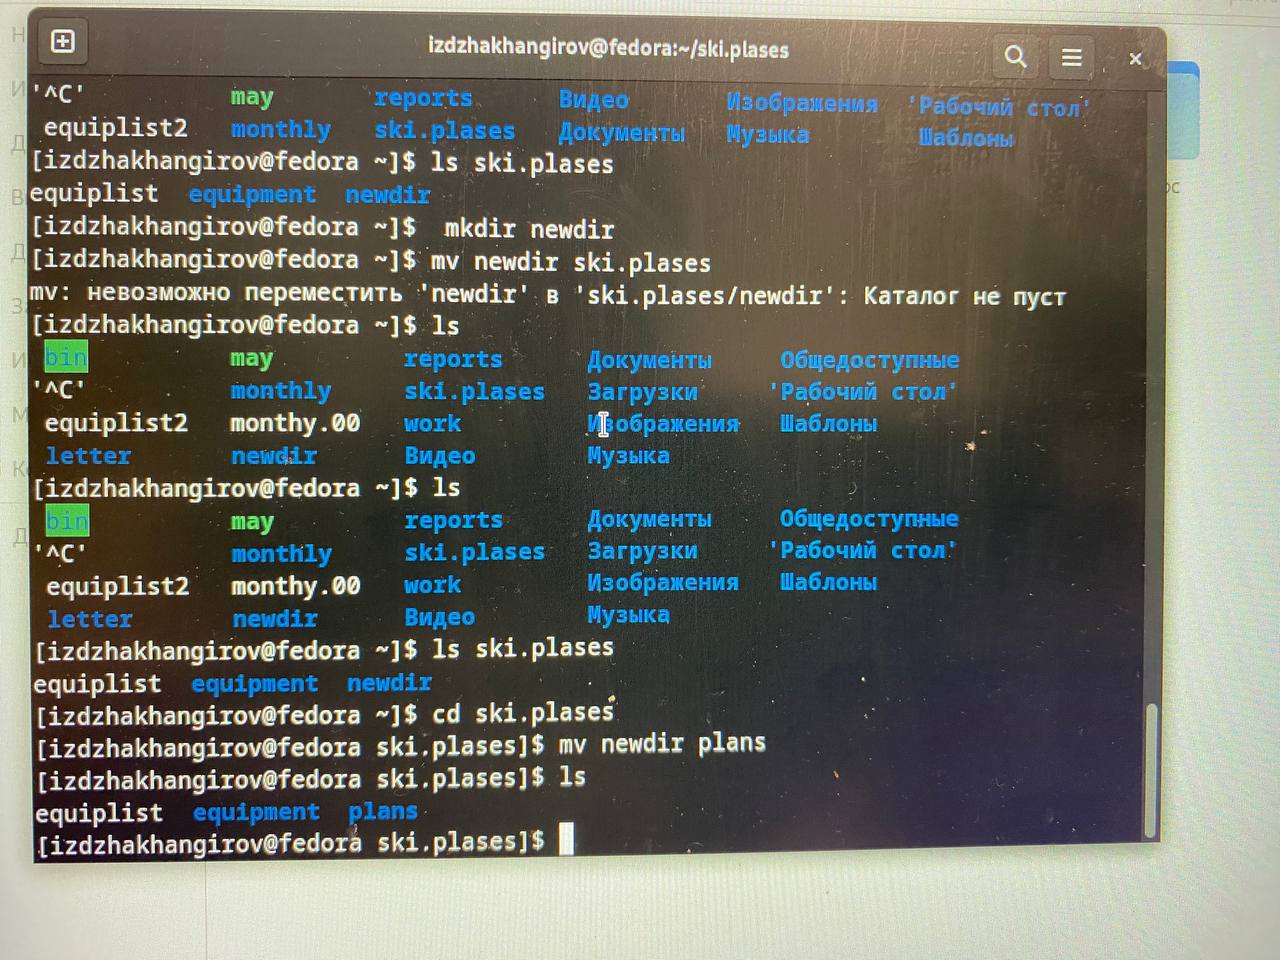 izdzhakhangirov@fedora:~/ski.plases
'^C' may reports Видео Изображения 'Рабочий стол'
equiplist2 monthly ski.plases Документы Музыка Шаблоны
[izdzhakhangirov@fedora ~]$ ls ski.plases
equiplist equipment newdir
[izdzhakhangirov@fedora ~]$  mkdir newdir
[izdzhakhangirov@fedora ~]$ mv newdir ski.plases
mv: невозможно переместить 'newdir' в 'ski.plases/newdir': Каталог не пуст
[izdzhakhangirov@fedora ~]$ ls
bin may reports Документы Общедоступные
'^C' monthly ski.plases Загрузки 'Рабочий стол'
equiplist2 monthy.00 work Изображения Шаблоны
letter newdir Видео Музыка
[izdzhakhangirov@fedora ~]$ ls
bin may reports Документы Общедоступные
'^C' monthly ski.plases Загрузки 'Рабочий стол'
equiplist2 monthy.00 work Изображения Шаблоны
letter newdir Видео Музыка
[izdzhakhangirov@fedora ~]$ ls ski.plases
equiplist equipment newdir
[izdzhakhangirov@fedora ~]$ cd ski.plases
[izdzhakhangirov@fedora ski.plases]$ mv newdir plans
[izdzhakhangirov@fedora ski.plases]$ ls
equiplist equipment plans
[izdzhakhangirov@fedora ski.plases]$